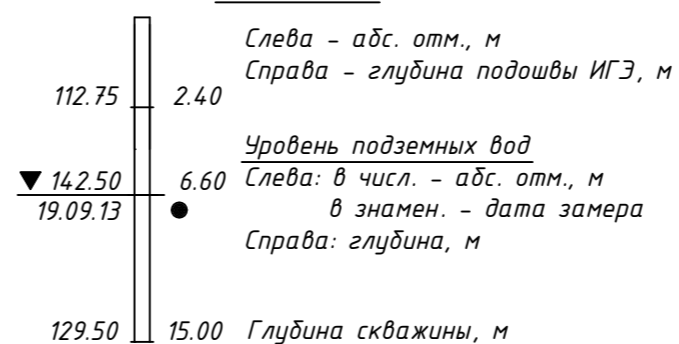 Слева - абс. отм., м
Справа - глубина подошвы ИГЭ, м
112.75 2.40
Уровень подземных вод
▼ 142.50 6.60 Слева: в числ. - абс. отм., м
19.09.13 ● в знамен. - дата замера
Справа: глубина, м
129.50 15.00 Глубина скважины, м